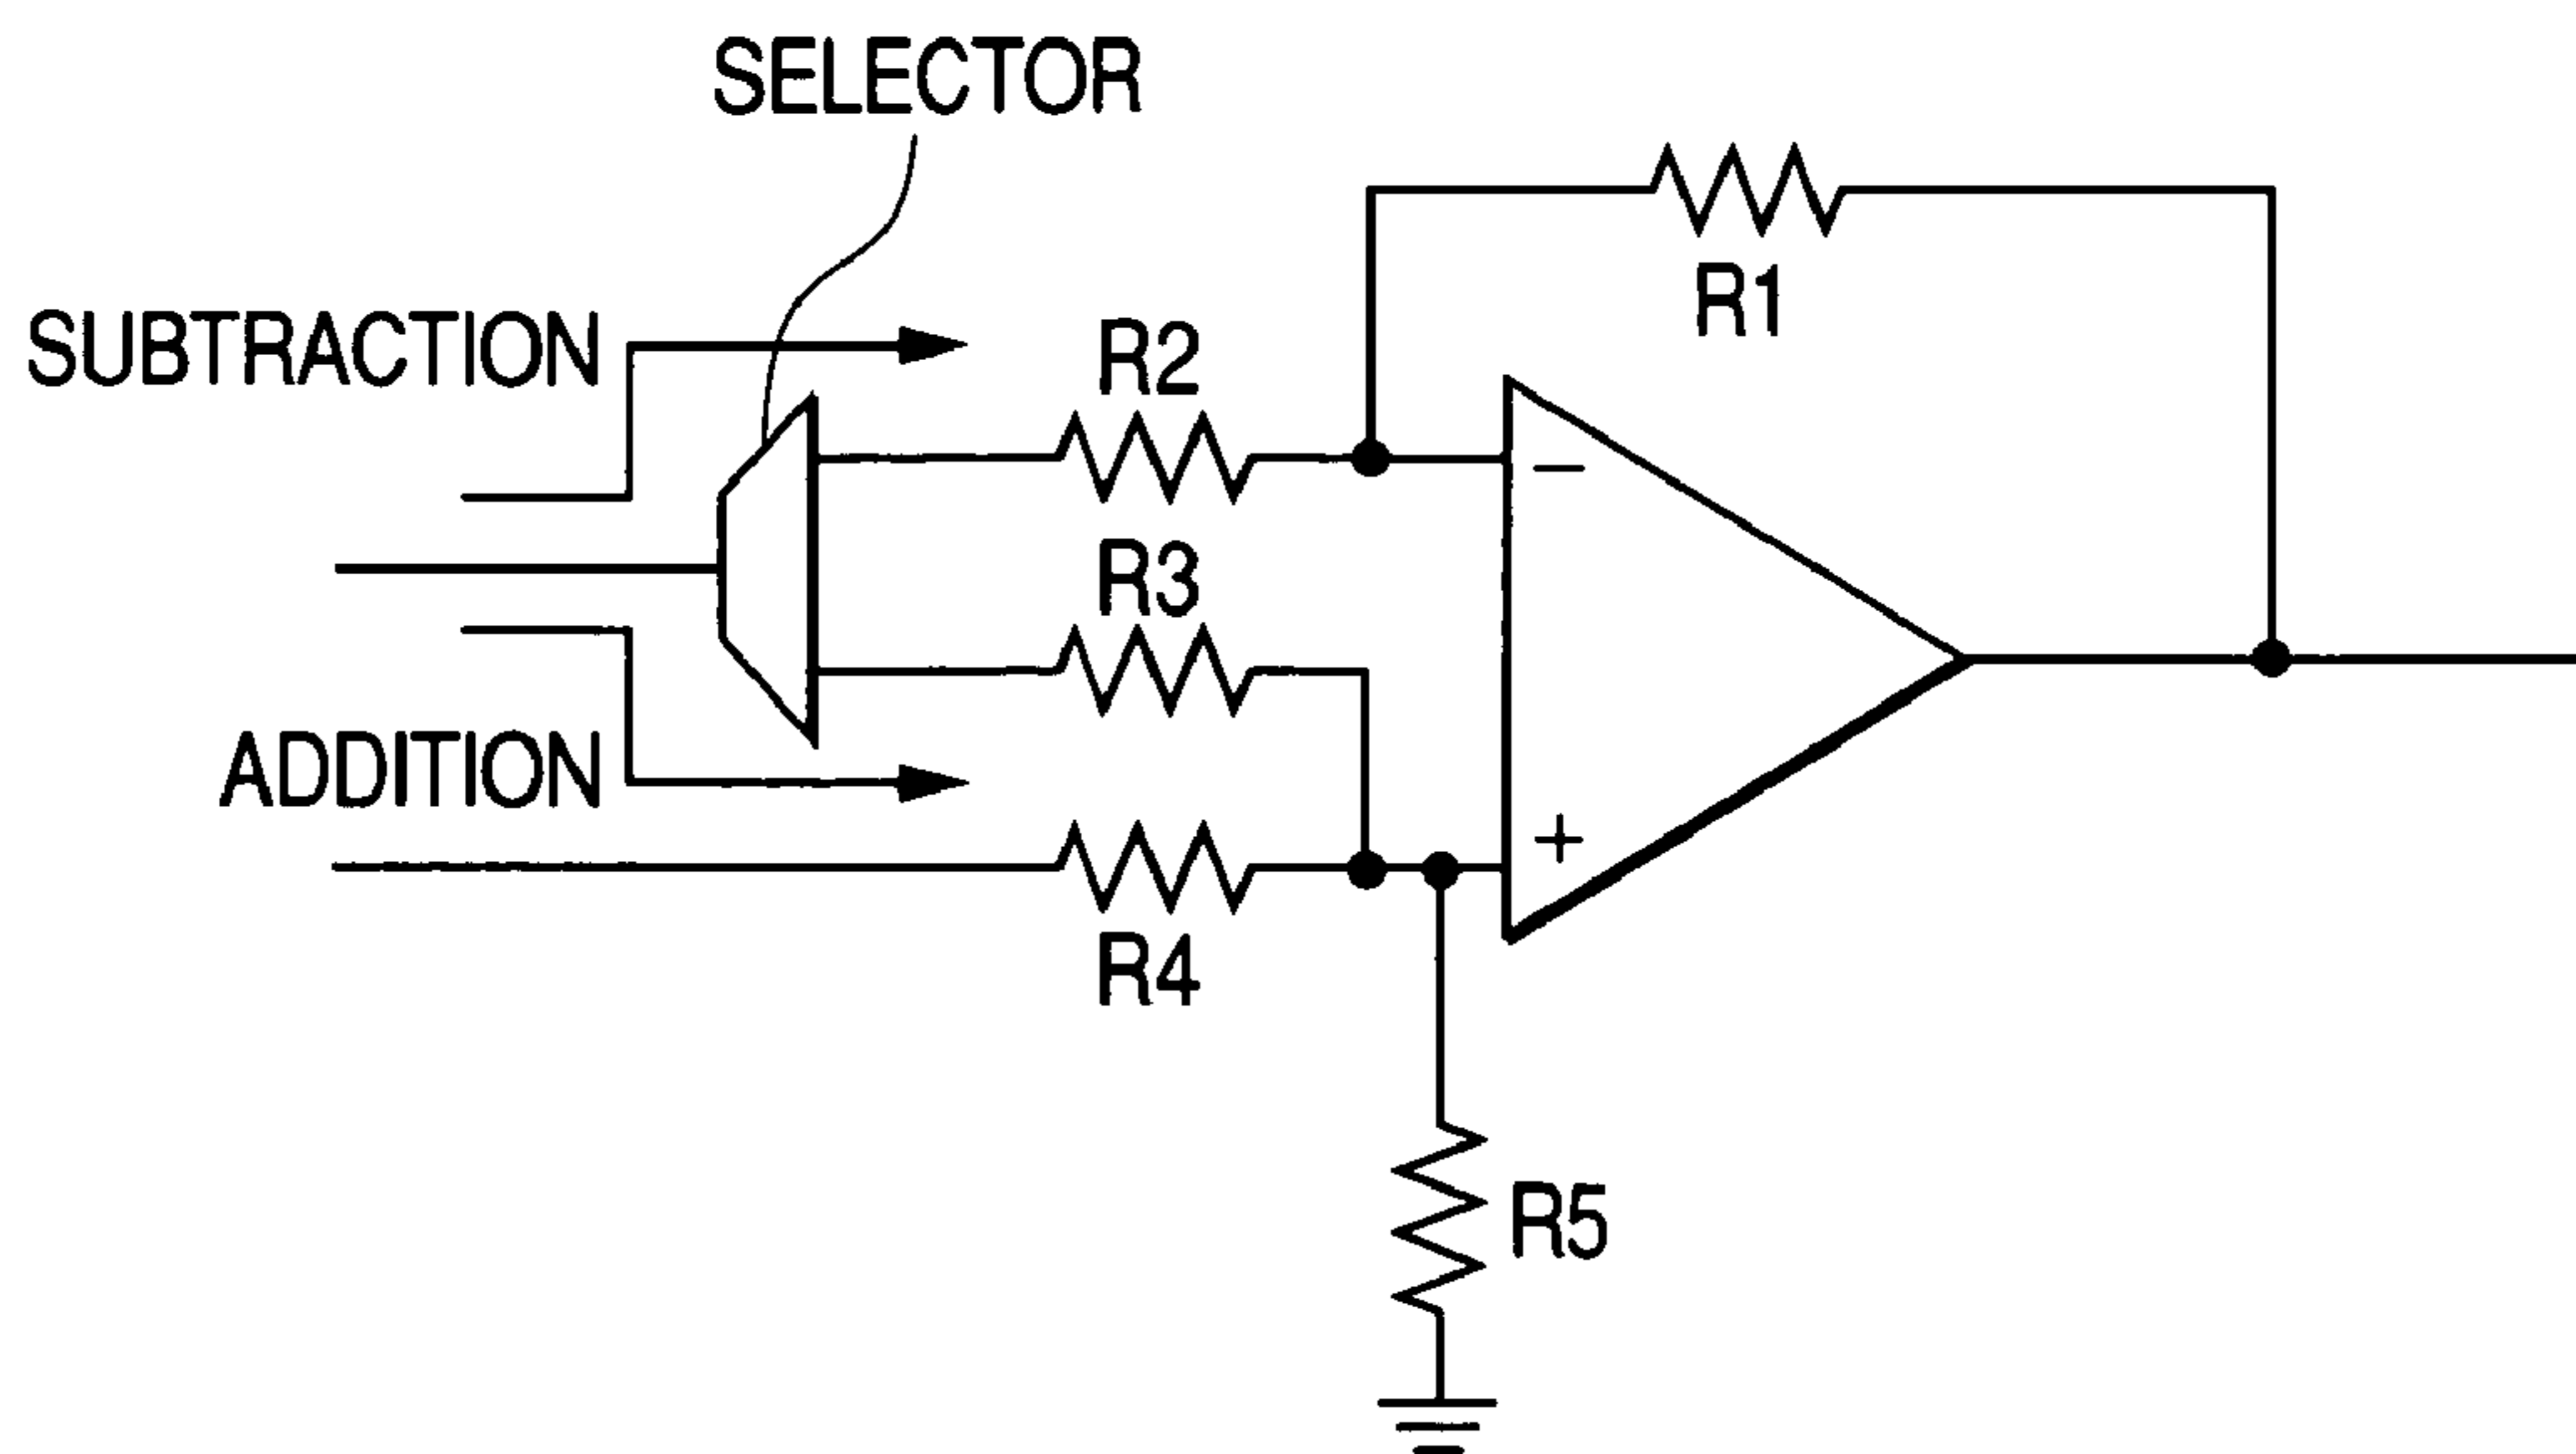 SELECTOR
R1
SUBTRACTION
R2
−
R3
ADDITION
+
R4
R5